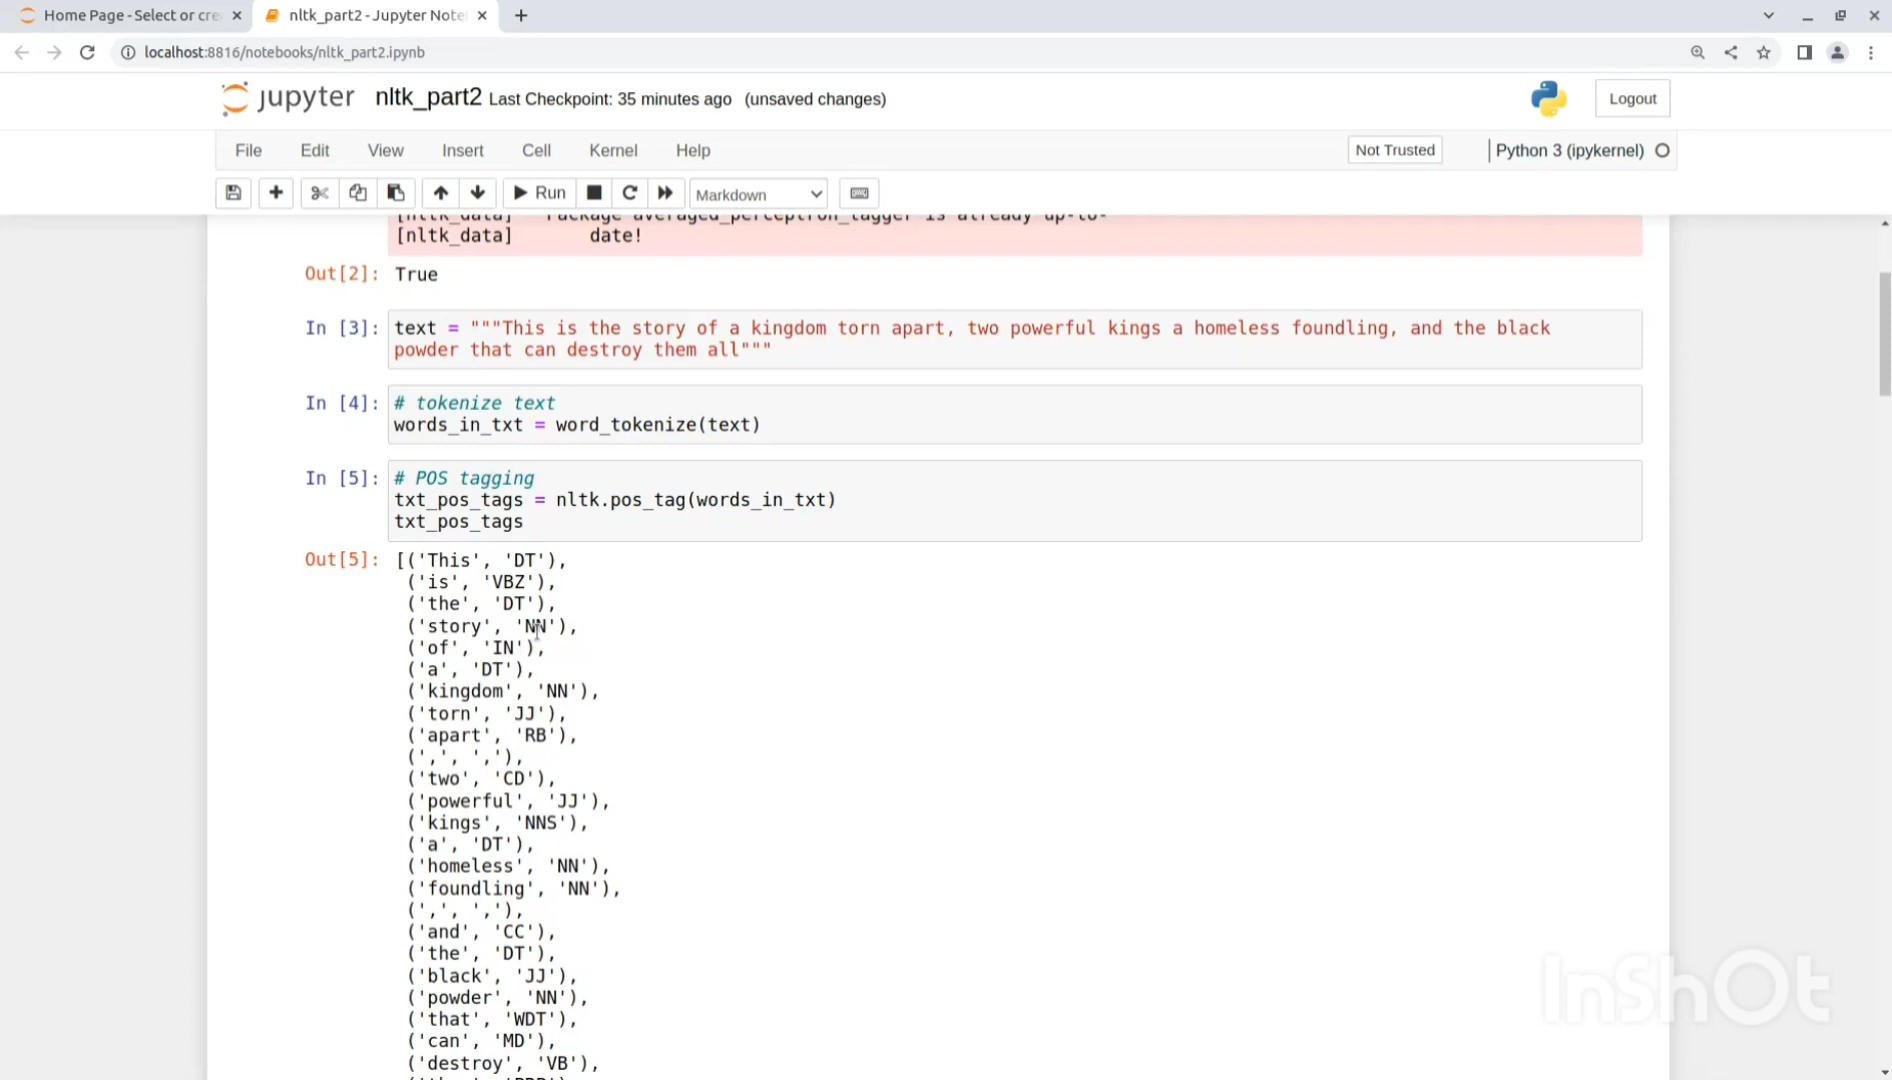 Home Page - Select or cre
nltk_part2 - Jupyter Note
localhost:8816/notebooks/nltk_part2.ipynb
jupyter nltk_part2 Last Checkpoint: 35 minutes ago (unsaved changes)
Logout
File Edit View Insert Cell Kernel Help
Not Trusted
Python 3 (ipykernel)
Run
Markdown
[nltk_data] Package averaged_perceptron_tagger is already up-to-
[nltk_data] date!
Out[2]: True
In [3]: text = """This is the story of a kingdom torn apart, two powerful kings a homeless foundling, and the black
powder that can destroy them all"""
In [4]: # tokenize text
words_in_txt = word_tokenize(text)
In [5]: # POS tagging
txt_pos_tags = nltk.pos_tag(words_in_txt)
txt_pos_tags
Out[5]: [('This', 'DT'),
('is', 'VBZ'),
('the', 'DT'),
('story', 'NN'),
('of', 'IN'),
('a', 'DT'),
('kingdom', 'NN'),
('torn', 'JJ'),
('apart', 'RB'),
(',', ','),
('two', 'CD'),
('powerful', 'JJ'),
('kings', 'NNS'),
('a', 'DT'),
('homeless', 'NN'),
('foundling', 'NN'),
(',', ','),
('and', 'CC'),
('the', 'DT'),
('black', 'JJ'),
('powder', 'NN'),
('that', 'WDT'),
('can', 'MD'),
('destroy', 'VB'),
InShOt